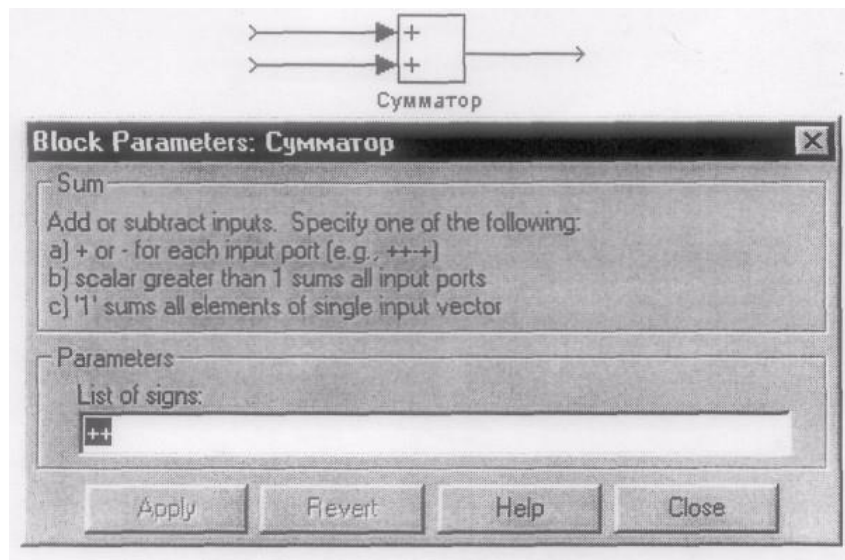 +
+
Сумматор
Block Parameters: Сумматор
Sum
Add or subtract inputs. Specify one of the following:
a) + or - for each input port (e.g., ++-+)
b) scalar greater than 1 sums all input ports
c) '1' sums all elements of single input vector
Parameters
List of signs:
++
Apply Revert Help Close